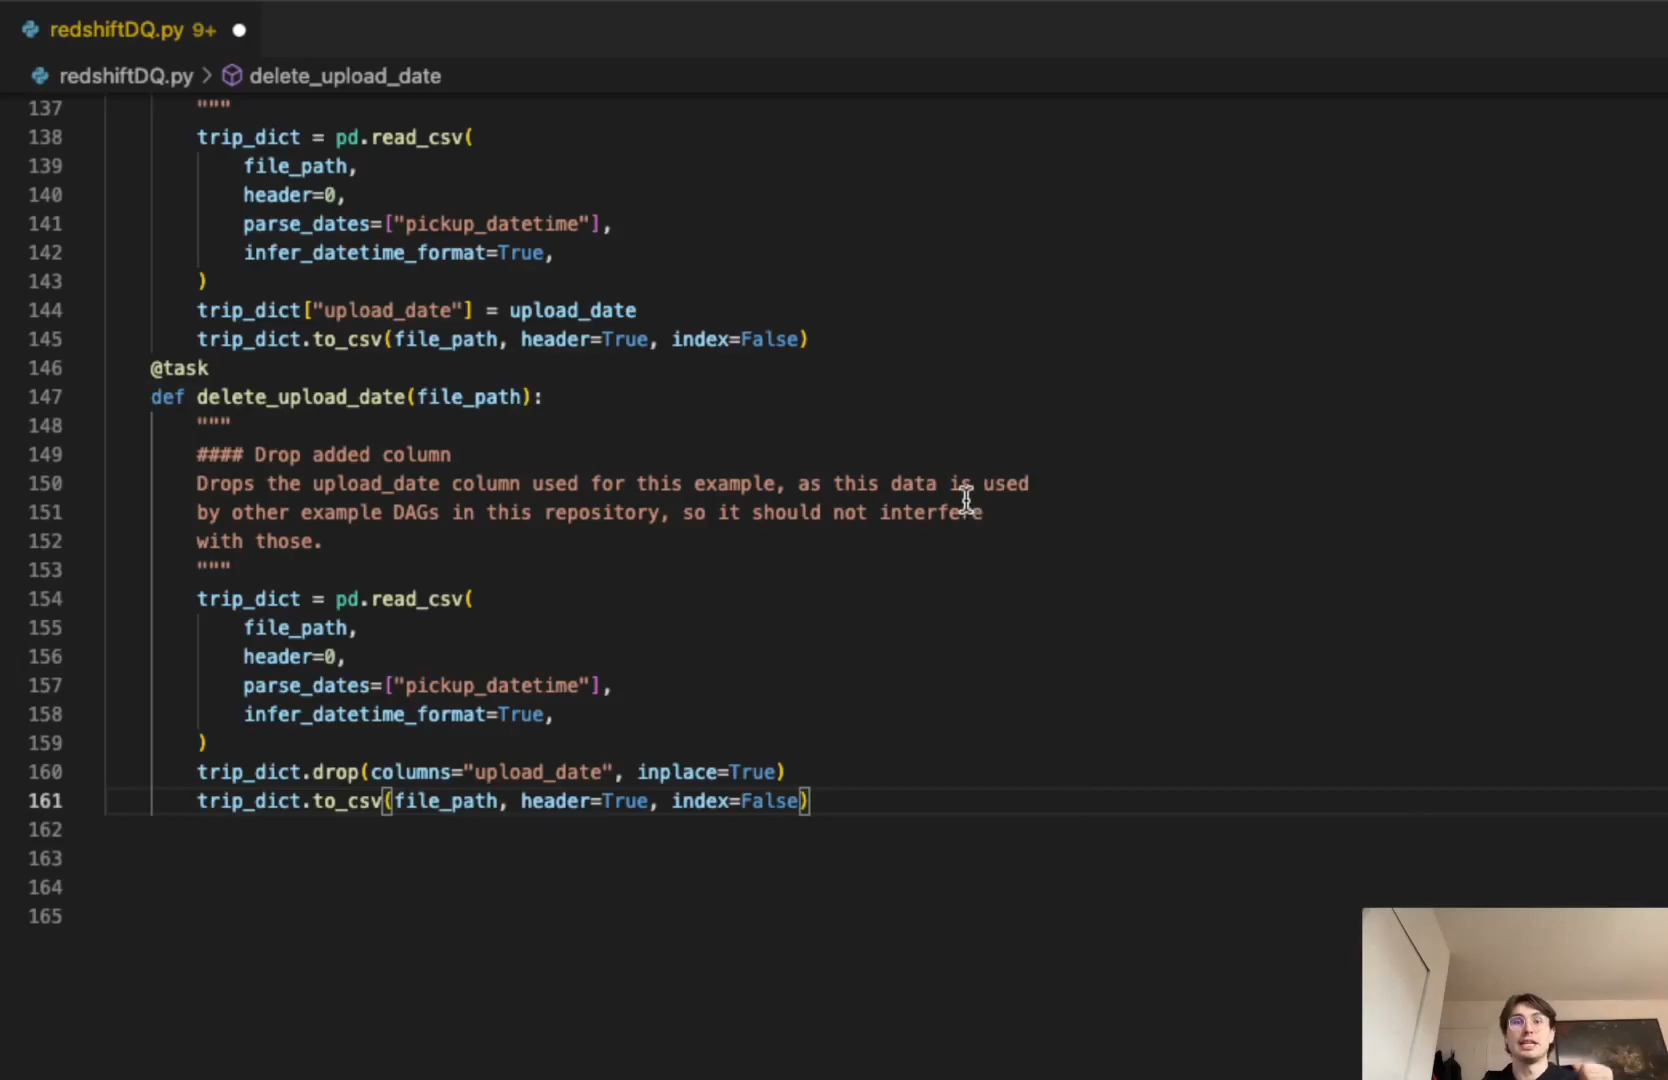 redshiftDQ.py 9+
redshiftDQ.py > delete_upload_date
137 """
138 trip_dict = pd.read_csv(
139 file_path,
140 header=0,
141 parse_dates=["pickup_datetime"],
142 infer_datetime_format=True,
143 )
144 trip_dict["upload_date"] = upload_date
145 trip_dict.to_csv(file_path, header=True, index=False)
146 @task
147 def delete_upload_date(file_path):
148 """
149 #### Drop added column
150 Drops the upload_date column used for this example, as this data is used
151 by other example DAGs in this repository, so it should not interfere
152 with those.
153 """
154 trip_dict = pd.read_csv(
155 file_path,
156 header=0,
157 parse_dates=["pickup_datetime"],
158 infer_datetime_format=True,
159 )
160 trip_dict.drop(columns="upload_date", inplace=True)
161 trip_dict.to_csv(file_path, header=True, index=False)
162
163
164
165